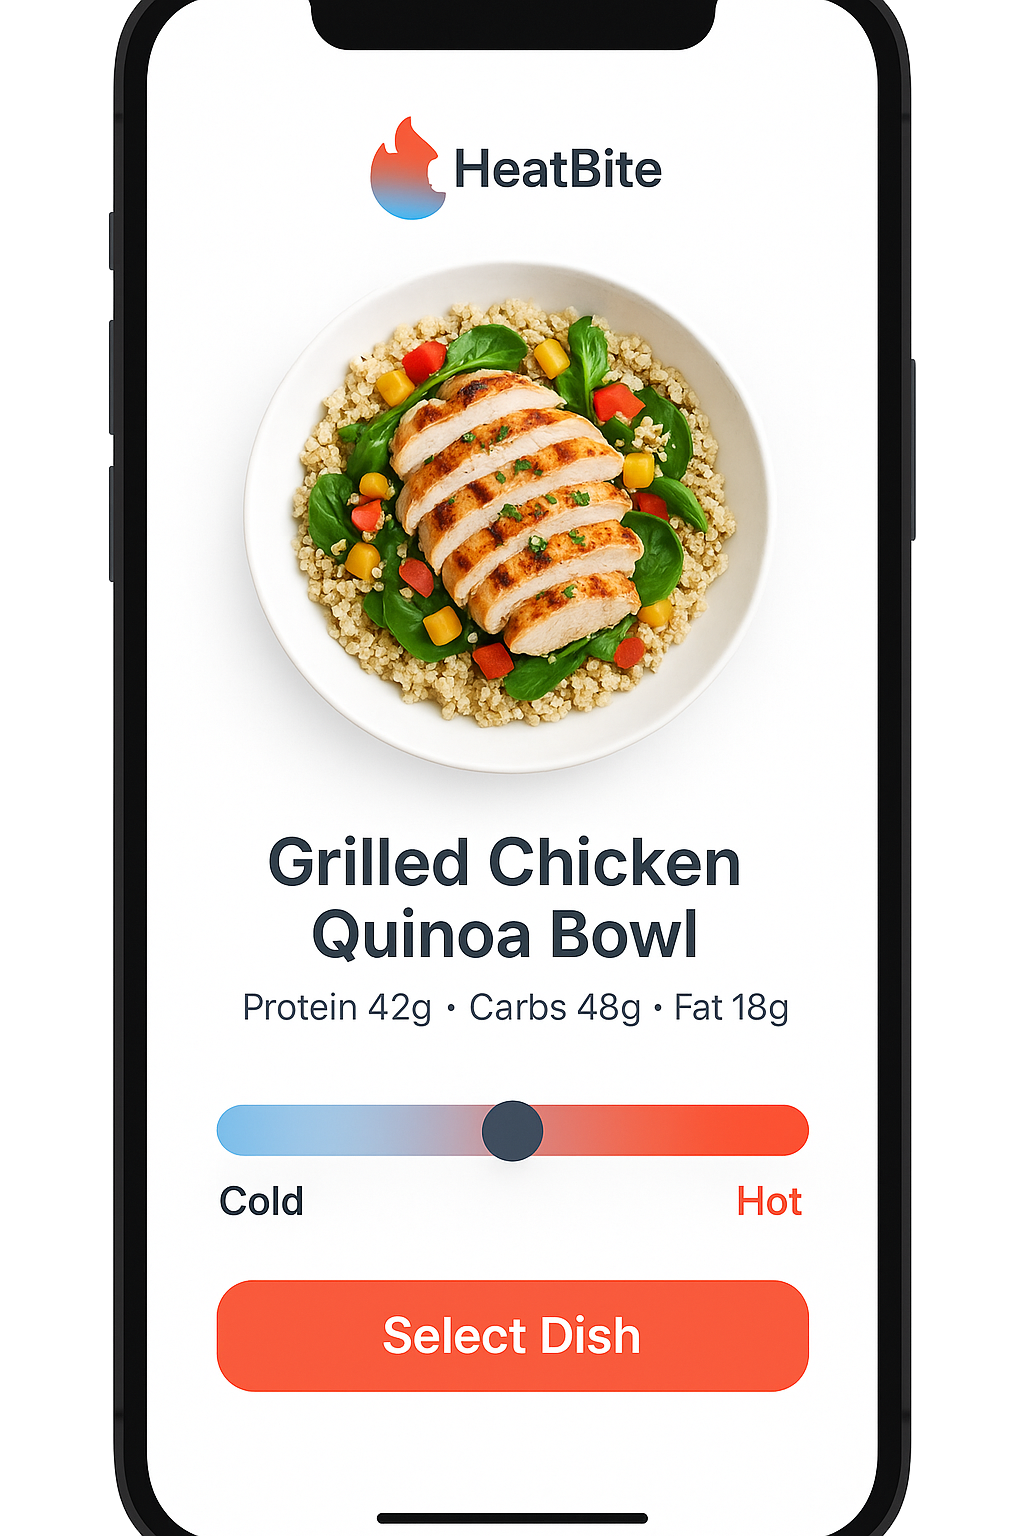 HeatBite
Grilled Chicken
Quinoa Bowl
Protein 42g • Carbs 48g • Fat 18g
Cold
Hot
Select Dish